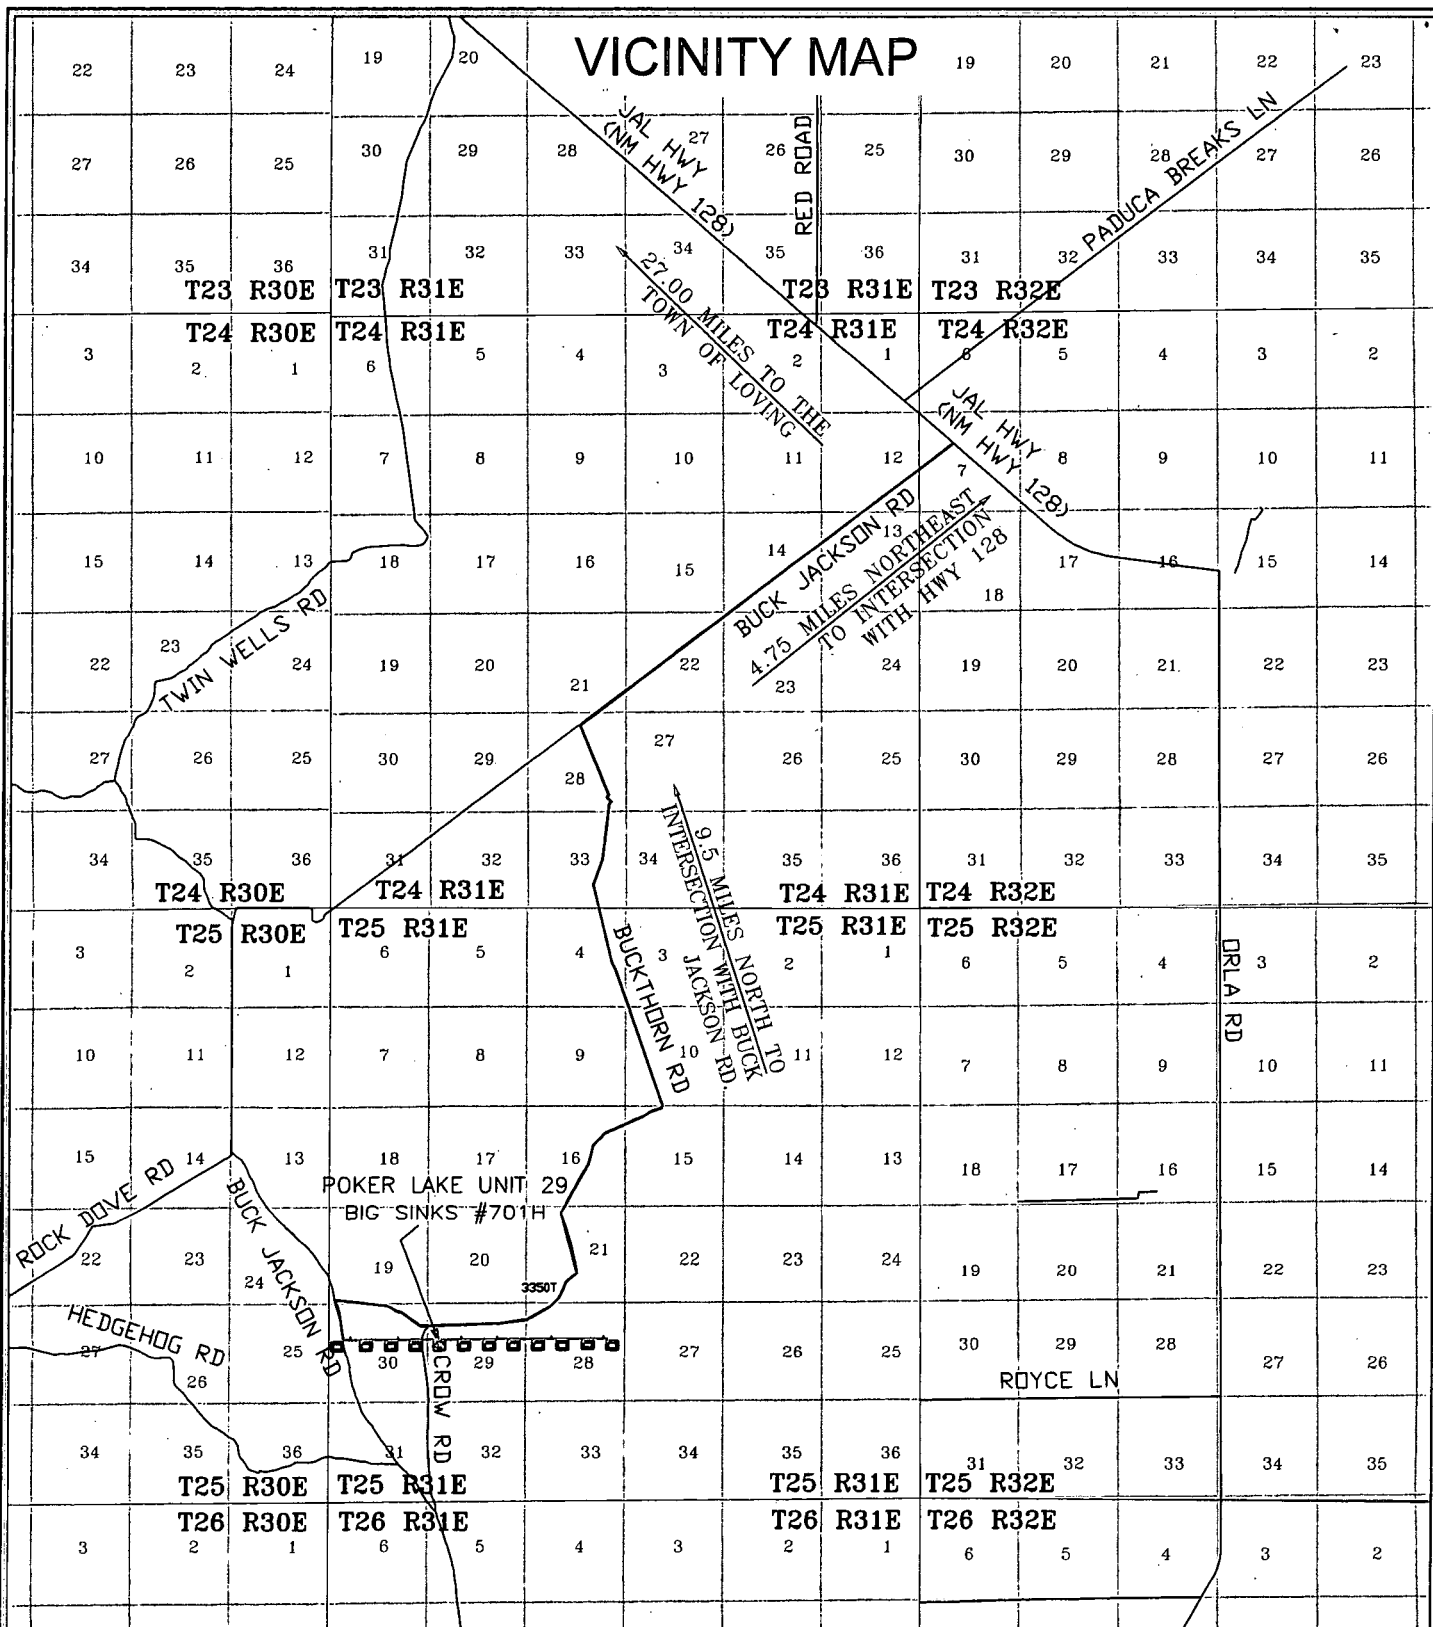 VICINITY MAP
22 23 24 19 20 19 20 21 22 23
JAL HWY
(NM HWY 128)
RED ROAD
PADUCA BREAKS LN
27 26 25 30 29 28 27 26 25 30 29 28 27 26
34 35 36 31 32 33 34 35 36 31 32 33 34 35
T23 R30E T23 R31E T23 R31E T23 R32E
27.00 MILES TO THE
TOWN OF LOVING
T24 R30E T24 R31E T24 R31E T24 R32E
3 2 1 6 5 4 3 2 1 6 5 4 3 2
JAL HWY
(NM HWY 128)
10 11 12 7 8 9 10 11 12 7 8 9 10 11
BUCK JACKSON RD
4.75 MILES NORTHEAST
TO INTERSECTION
WITH HWY 128
15 14 13 18 17 16 15 14 13 18 17 16 15 14
TWIN WELLS RD
22 23 24 19 20 21 22 23 24 19 20 21 22 23
27 26 25 30 29 28 27 26 25 30 29 28 27 26
9.5 MILES NORTH TO
INTERSECTION WITH BUCK
JACKSON RD.
34 35 36 31 32 33 34 35 36 31 32 33 34 35
T24 R30E T24 R31E T24 R31E T24 R32E
T25 R30E T25 R31E T25 R31E T25 R32E
BUCKTHORN RD
ORLA RD
3 2 1 6 5 4 3 2 1 6 5 4 3 2
10 11 12 7 8 9 10 11 12 7 8 9 10 11
15 14 13 18 17 16 15 14 13 18 17 16 15 14
ROCK DOVE RD
BUCK JACKSON RD
POKER LAKE UNIT 29
BIG SINKS #701H
22 23 24 19 20 21 22 23 24 19 20 21 22 23
3350T
HEDGEHOG RD
27 26 25 30 29 28 27 26 25 30 29 28 27 26
CROW RD
ROYCE LN
34 35 36 31 32 33 34 35 36 31 32 33 34 35
T25 R30E T25 R31E T25 R31E T25 R32E
T26 R30E T26 R31E T26 R31E T26 R32E
3 2 1 6 5 4 3 2 1 6 5 4 3 2